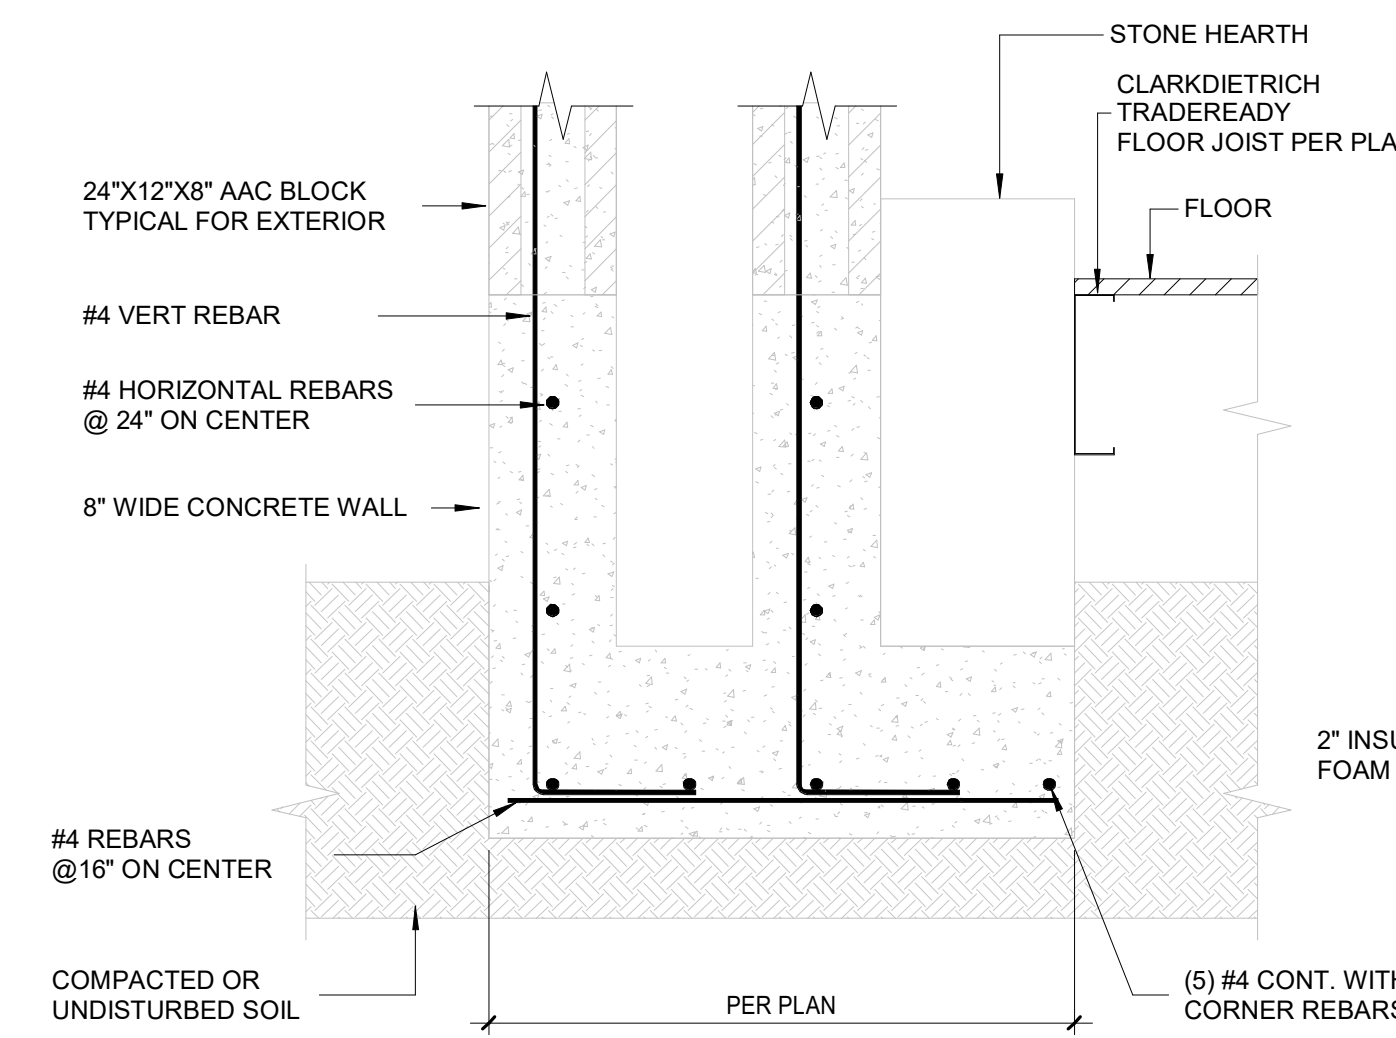 STONE HEARTH
CLARKDIETRICH
TRADEREADY
FLOOR JOIST PER PLA
24"X12"X8" AAC BLOCK
TYPICAL FOR EXTERIOR
FLOOR
#4 VERT REBAR
#4 HORIZONTAL REBARS
@ 24" ON CENTER
8" WIDE CONCRETE WALL
2" INSU
FOAM
#4 REBARS
@16" ON CENTER
COMPACTED OR
UNDISTURBED SOIL
PER PLAN
(5) #4 CONT. WITH
CORNER REBARS